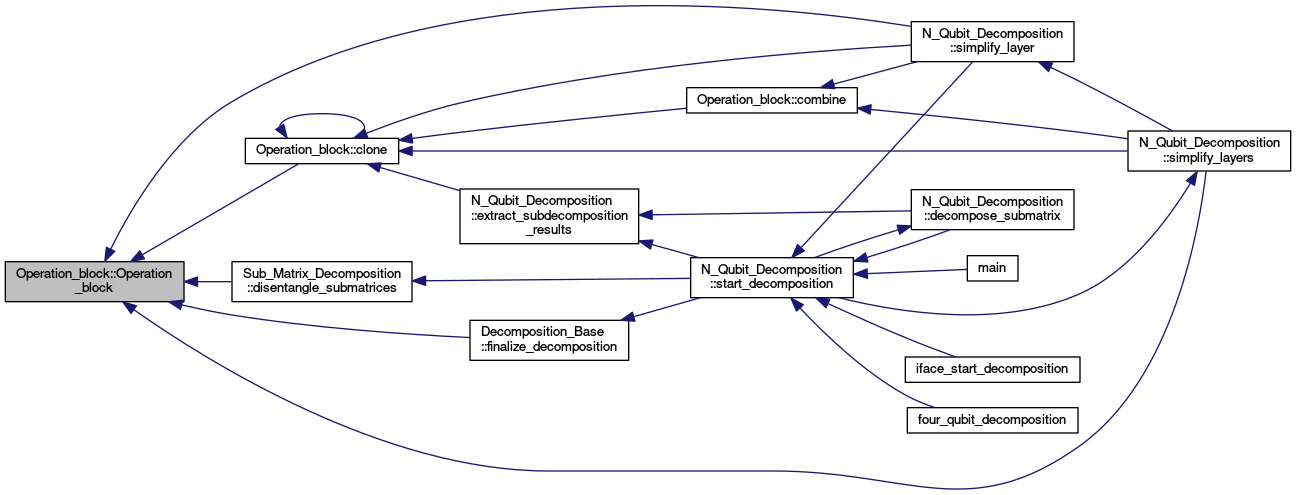 N_Qubit_Decomposition
::simplify_layer
Operation_block::combine
Operation_block::clone
N_Qubit_Decomposition
::simplify_layers
N_Qubit_Decomposition
::extract_subdecomposition
_results
N_Qubit_Decomposition
::decompose_submatrix
Operation_block::Operation
_block
Sub_Matrix_Decomposition
::disentangle_submatrices
N_Qubit_Decomposition
::start_decomposition
main
Decomposition_Base
::finalize_decomposition
iface_start_decomposition
four_qubit_decomposition